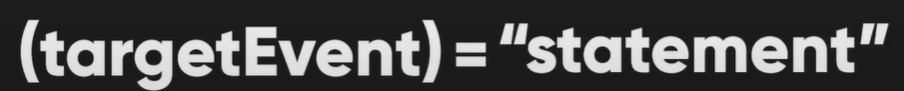 (targetEvent) = “statement”